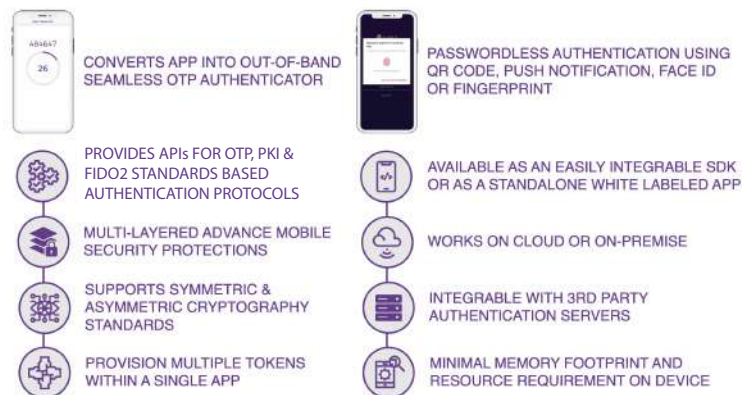 484647
26
CONVERTS APP INTO OUT-OF-BAND
SEAMLESS OTP AUTHENTICATOR
PROVIDES APIs FOR OTP, PKI &
FIDO2 STANDARDS BASED
AUTHENTICATION PROTOCOLS
MULTI-LAYERED ADVANCE MOBILE
SECURITY PROTECTIONS
SUPPORTS SYMMETRIC &
ASYMMETRIC CRYPTOGRAPHY
STANDARDS
PROVISION MULTIPLE TOKENS
WITHIN A SINGLE APP
PASSWORDLESS AUTHENTICATION USING
QR CODE, PUSH NOTIFICATION, FACE ID
OR FINGERPRINT
AVAILABLE AS AN EASILY INTEGRABLE SDK
OR AS A STANDALONE WHITE LABELED APP
WORKS ON CLOUD OR ON-PREMISE
INTEGRABLE WITH 3RD PARTY
AUTHENTICATION SERVERS
MINIMAL MEMORY FOOTPRINT AND
RESOURCE REQUIREMENT ON DEVICE